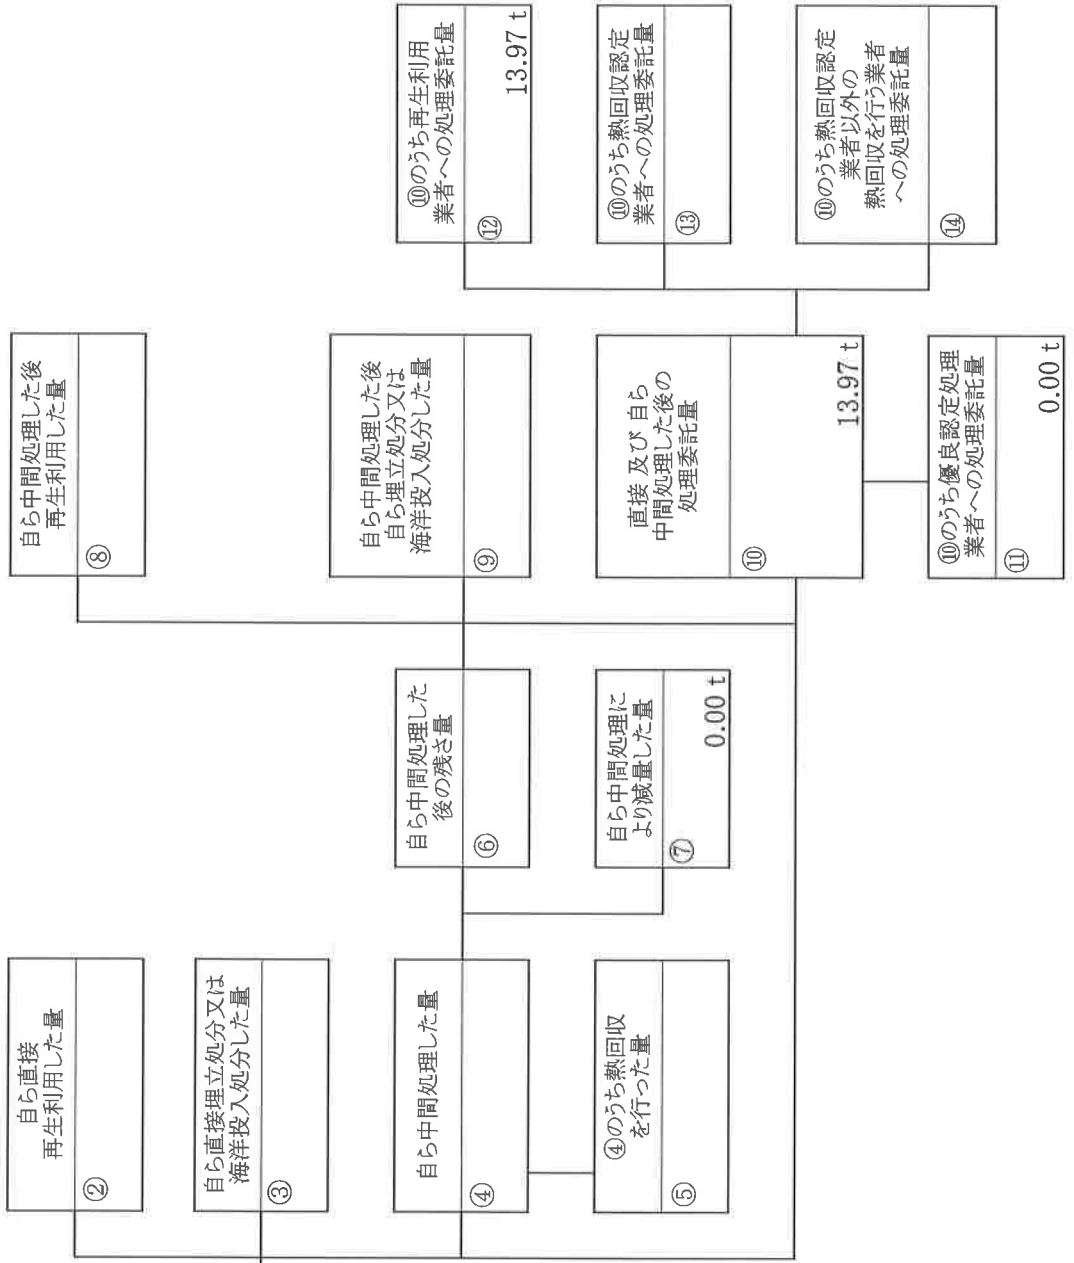 自ら直接
再生利用した量
②
自ら直接埋立処分又は
海洋投入処分した量
③
自ら中間処理した量
④
④のうち熱回収
を行った量
⑤
自ら中間処理した
後の残さ量
⑥
自ら中間処理に
より減量した量
⑦
0.00 t
自ら中間処理した後
再生利用した量
⑧
自ら中間処理した後
自ら埋立処分又は
海洋投入処分した量
⑨
直接 及び 自ら
中間処理した後の
処理委託量
⑩
13.97 t
⑩のうち優良認定処理
業者への処理委託量
⑪
0.00 t
⑩のうち再生利用
業者への処理委託量
⑫
13.97 t
⑩のうち熱回収認定
業者への処理委託量
⑬
⑩のうち熱回収認定
業者以外の
熱回収を行う業者
への処理委託量
⑭